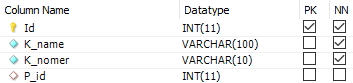 Column Name Datatype PK NN
Id INT(11)
K_name VARCHAR(100)
K_nomer VARCHAR(10)
P_id INT(11)